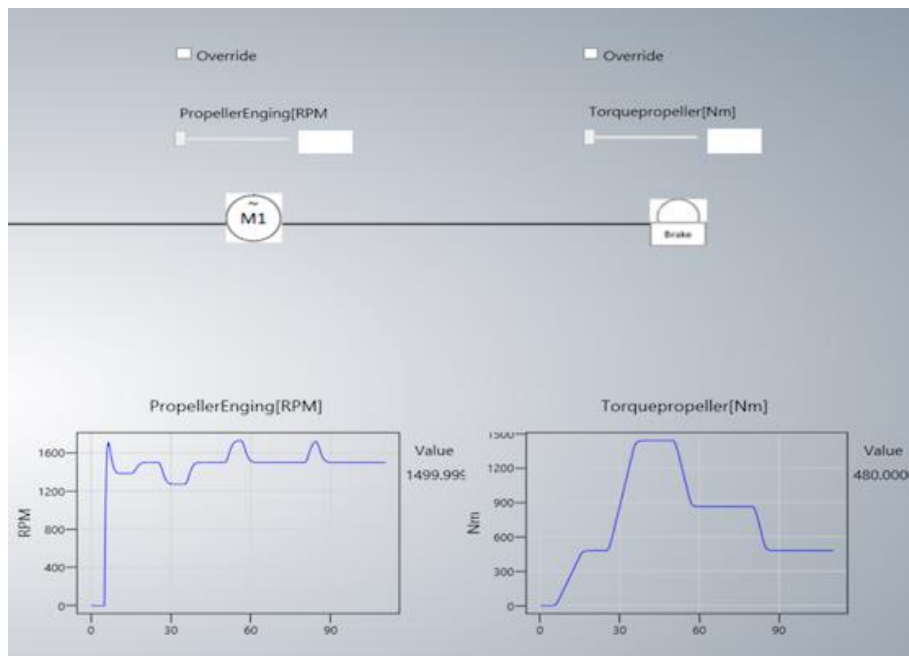 Override
Override
PropellerEnging[RPM
Torquepropeller[Nm]
~
M1
Brake
PropellerEnging[RPM]
Torquepropeller[Nm]
1600
1200
800
400
0
RPM
0 30 60 90
Value
1499.999
1500
1200
900
600
300
0
Nm
0 30 60 90
Value
480.0000